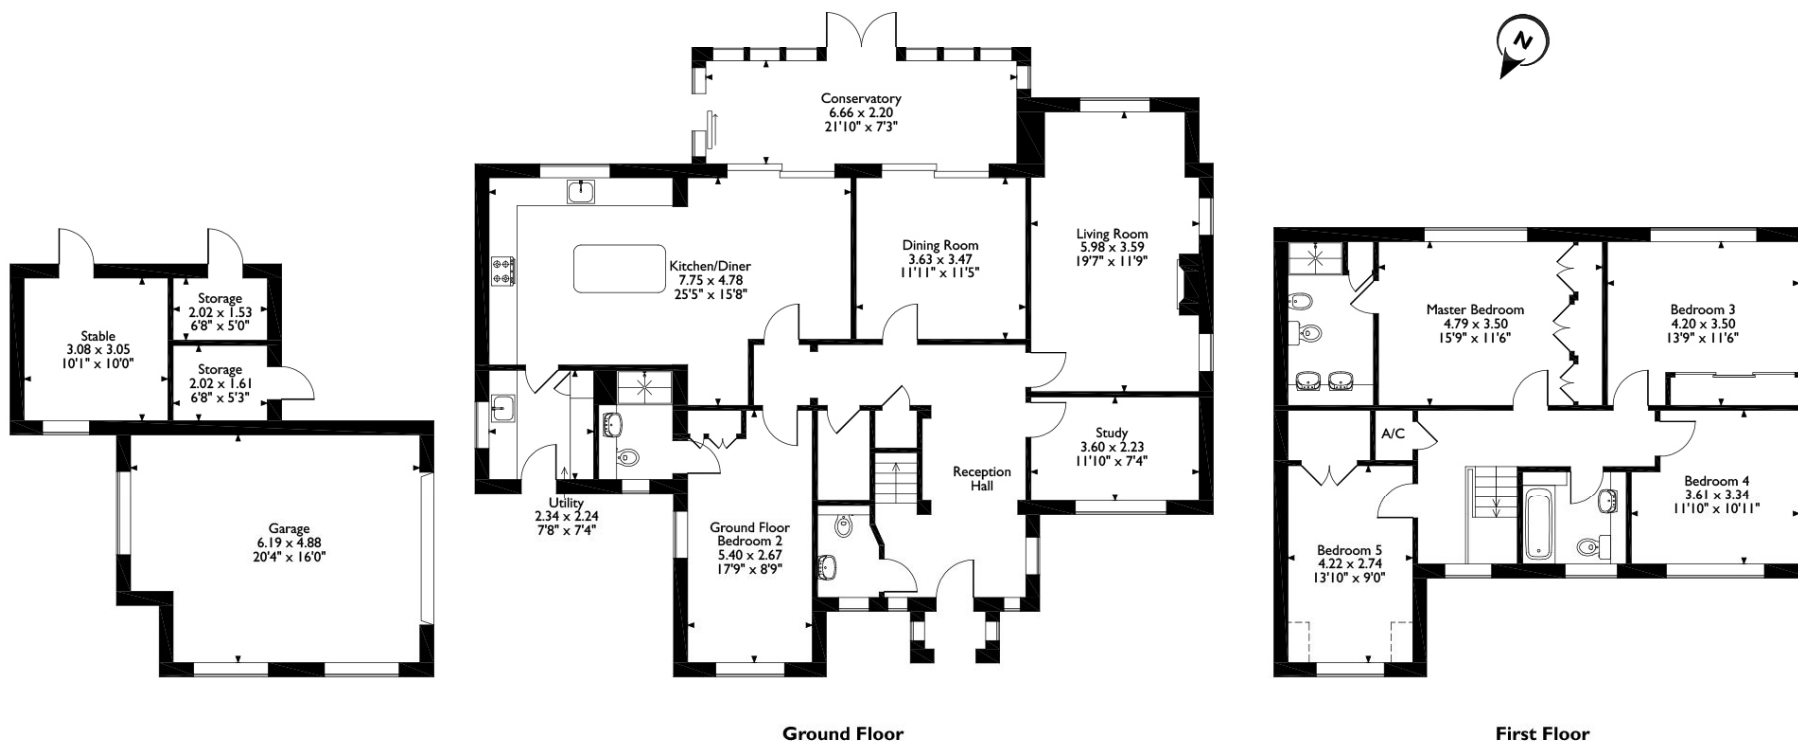 N
Conservatory
6.66 x 2.20
21'10" x 7'3"
Living Room
5.98 x 3.59
19'7" x 11'9"
Dining Room
3.63 x 3.47
11'11" x 11'5"
Kitchen/Diner
7.75 x 4.78
25'5" x 15'8"
Storage
2.02 x 1.53
6'8" x 5'0"
Stable
3.08 x 3.05
10'1" x 10'0"
Storage
2.02 x 1.61
6'8" x 5'3"
Garage
6.19 x 4.88
20'4" x 16'0"
Utility
2.34 x 2.24
7'8" x 7'4"
Ground Floor
Bedroom 2
5.40 x 2.67
17'9" x 8'9"
Reception
Hall
Study
3.60 x 2.23
11'10" x 7'4"
Master Bedroom
4.79 x 3.50
15'9" x 11'6"
Bedroom 3
4.20 x 3.50
13'9" x 11'6"
A/C
Bedroom 4
3.61 x 3.34
11'10" x 10'11"
Bedroom 5
4.22 x 2.74
13'10" x 9'0"
Ground Floor
First Floor